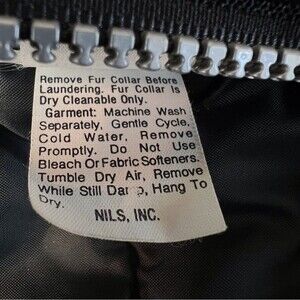 Remove Fur Collar Before
Laundering. Fur Collar Is
Dry Cleanable Only.
Garment: Machine Wash
Separately, Gentle Cycle,
Cold Water. Remove
Promptly. Do Not Use
Bleach Or Fabric Softeners.
Tumble Dry Air, Remove
While Still Damp, Hang To
Dry.
NILS, INC.